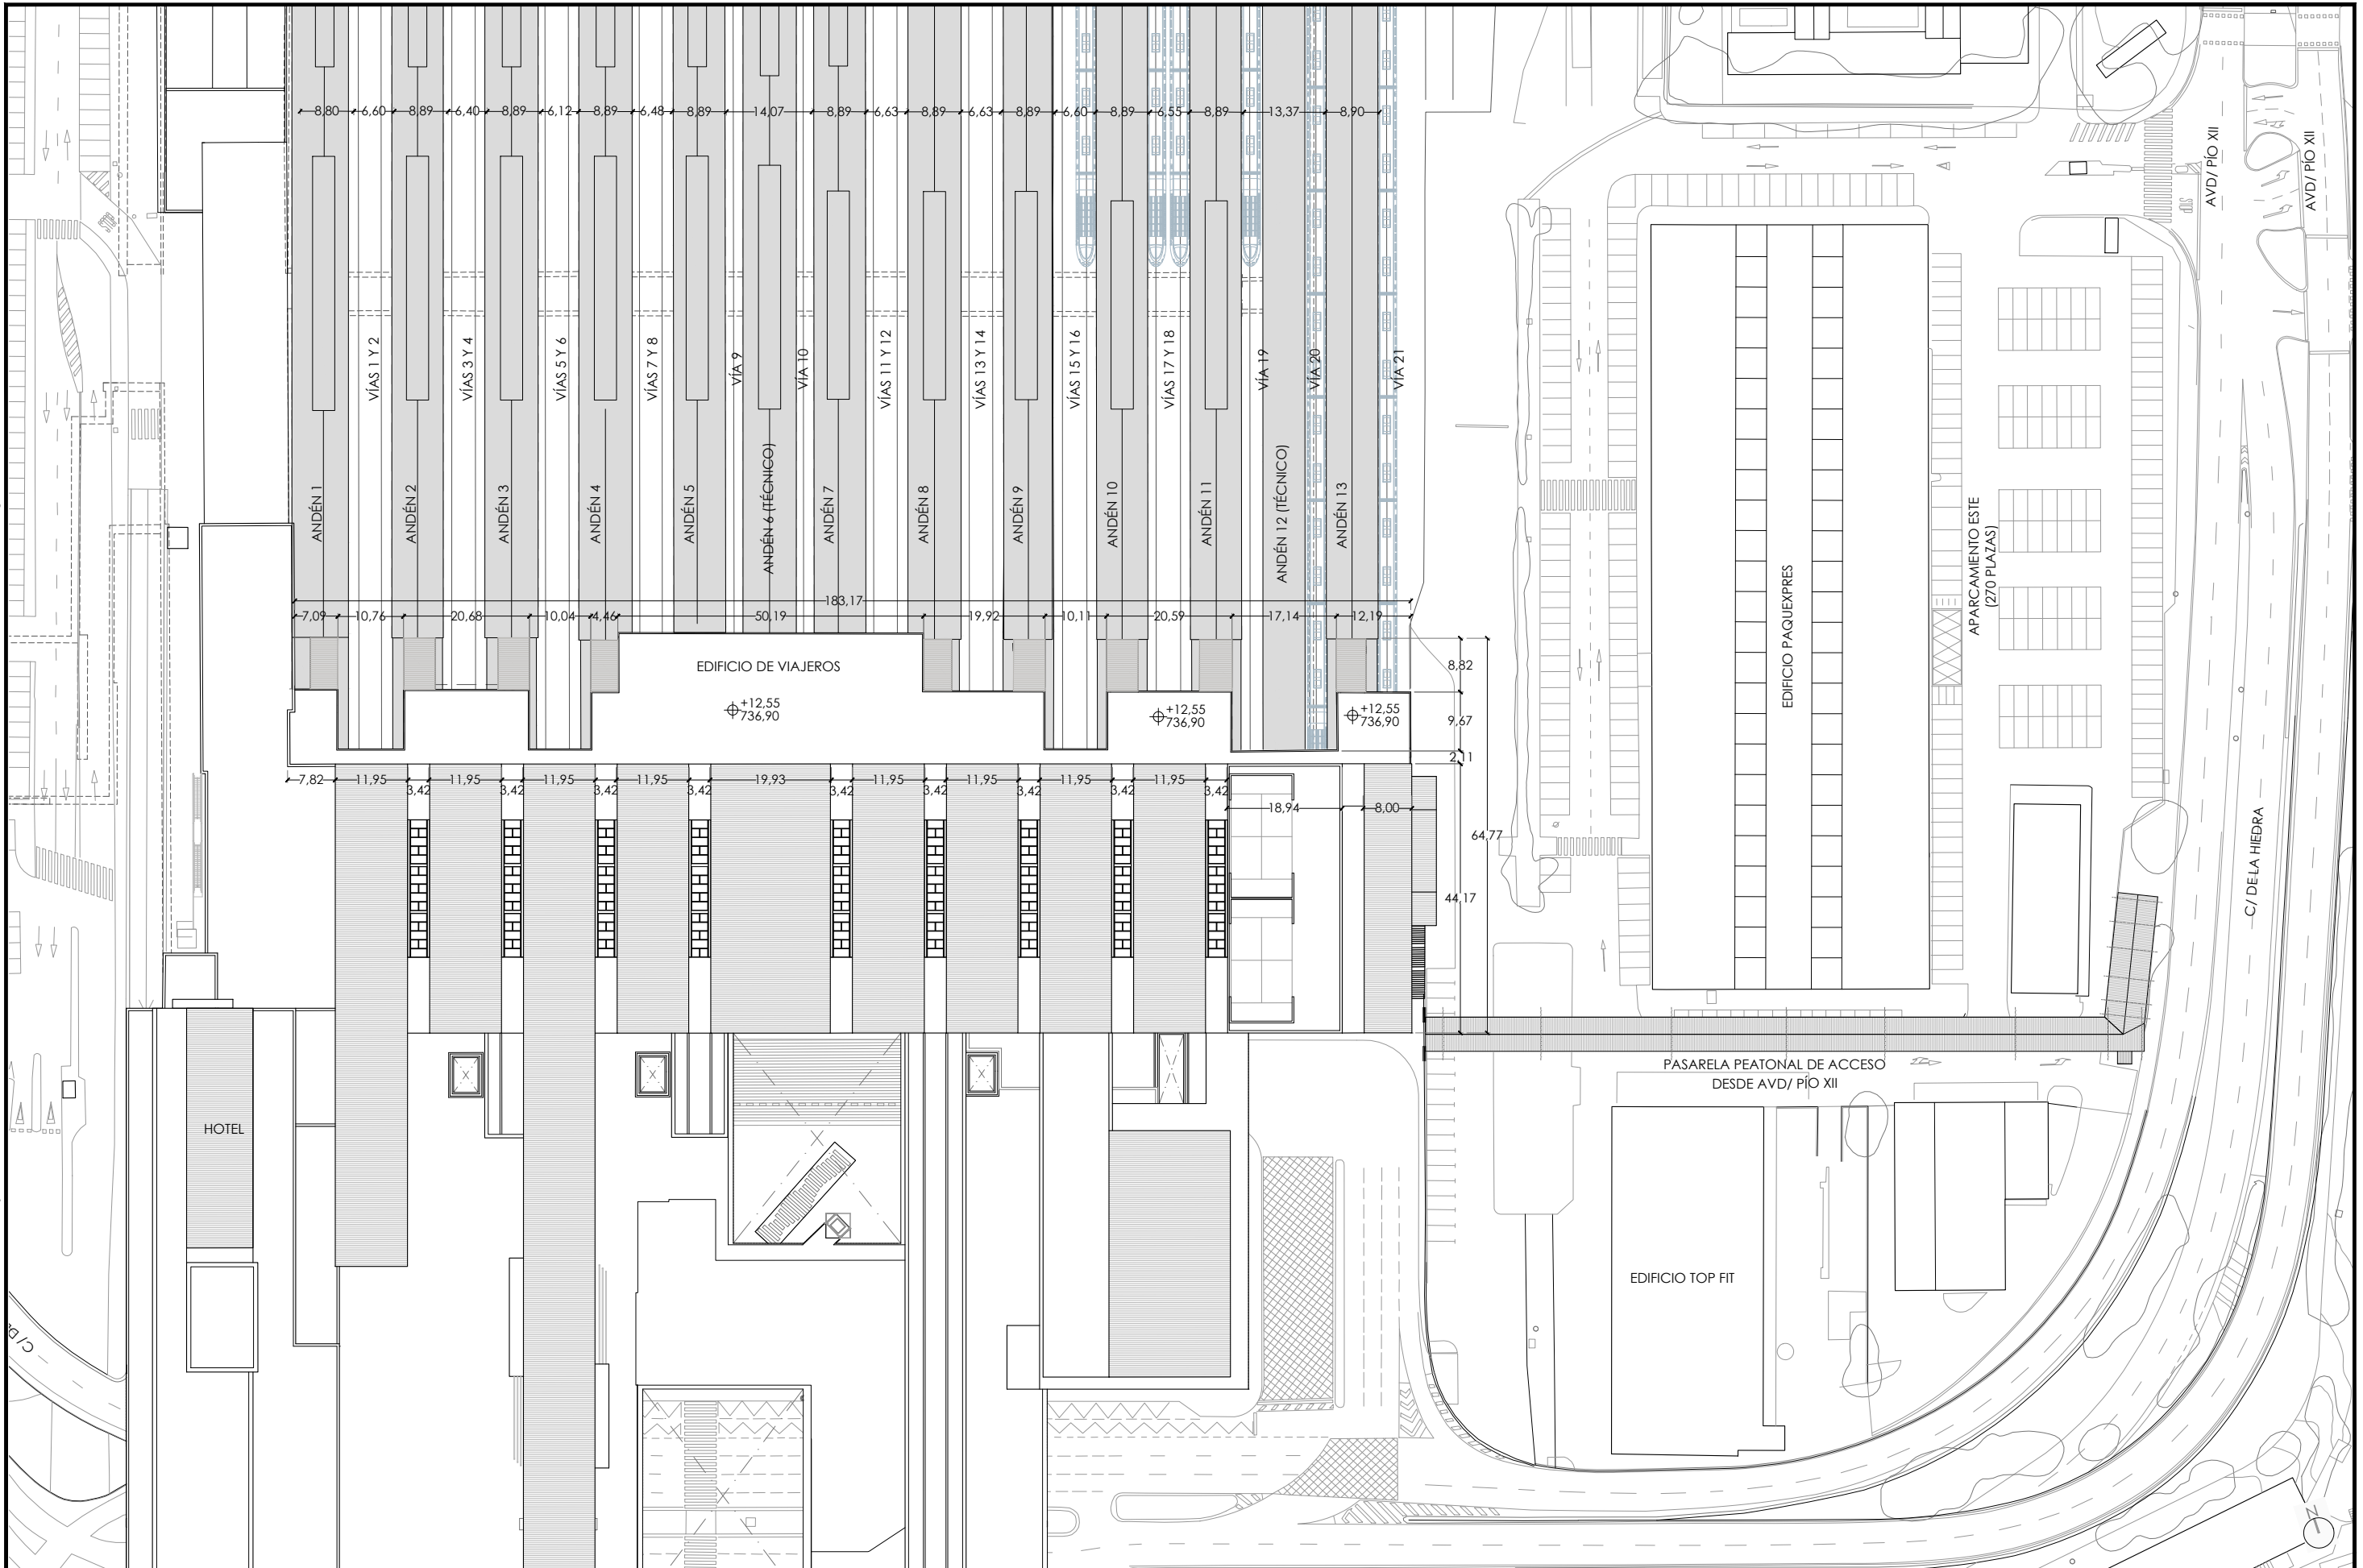 8,80 6,60 8,89 6,40 8,89 6,12 8,89 6,48 8,89 14,07 8,89 6,63 8,89 6,63 8,89 6,60 8,89 6,55 8,89 13,37 8,90
AVD/ PÍO XII
AVD/ PÍO XII
VÍAS 1 Y 2
VÍAS 3 Y 4
VÍAS 5 Y 6
VÍAS 7 Y 8
VÍA 9
VÍA 10
VÍAS 11 Y 12
VÍAS 13 Y 14
VÍAS 15 Y 16
VÍAS 17 Y 18
VÍA 19
VÍA 20
VÍA 21
ANDÉN 1
ANDÉN 2
ANDÉN 3
ANDÉN 4
ANDÉN 5
ANDÉN 6 (TÉCNICO)
ANDÉN 7
ANDÉN 8
ANDÉN 9
ANDÉN 10
ANDÉN 11
ANDÉN 12 (TÉCNICO)
ANDÉN 13
EDIFICIO PAQUEXPRES
APARCAMIENTO ESTE
(270 PLAZAS)
183,17
7,09 10,76 20,68 10,04 4,46 50,19 19,92 10,11 20,59 17,14 12,19
EDIFICIO DE VIAJEROS
8,82
+12,55
736,90
+12,55
736,90
+12,55
736,90
9,67
2,11
7,82 11,95 11,95 11,95 11,95 19,93 11,95 11,95 11,95 11,95
3,42 3,42 3,42 3,42 3,42 3,42 3,42 3,42 3,42
18,94 8,00
64,77
44,17
C/ DE LA HIEDRA
PASARELA PEATONAL DE ACCESO
DESDE AVD/ PÍO XII
HOTEL
X X X
EDIFICIO TOP FIT
N